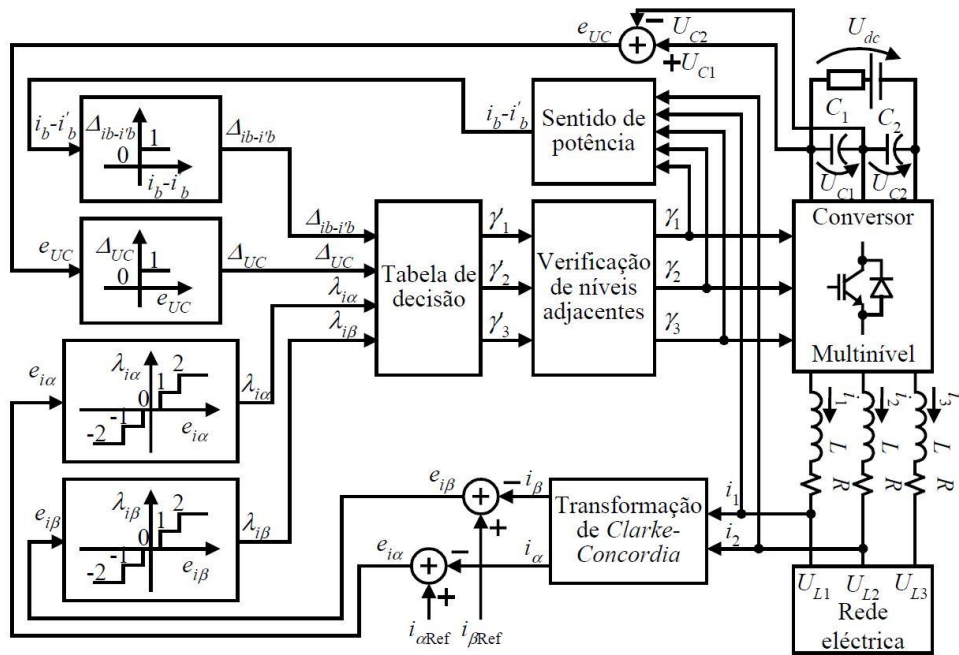 e_UC
− U_C2
+ U_C1
U_dc
C_1
C_2
U_C1
U_C2
i_b-i'_b
Δ_ib-i'b
0
1
i_b-i_b
Δ_ib-i'b
i_b-i'_b
Sentido de
potência
Conversor
Multinível
e_UC
Δ_UC
0
1
e_UC
Δ_UC
Δ_ib-i'b
Δ_UC
λ_iα
λ_iβ
Tabela de
decisão
γ'_1
γ'_2
γ'_3
Verificação
de níveis
adjacentes
γ_1
γ_2
γ_3
e_iα
λ_iα
2
1
0
-1
-2
e_iα
λ_iα
e_iβ
λ_iβ
2
1
0
-1
-2
e_iβ
λ_iβ
i_1
i_2
i_3
L
L
L
R
R
R
e_iβ
− i_β
+
e_iα
− i_α
+
i_αRef
i_βRef
Transformação
de Clarke-
Concordia
i_1
i_2
U_L1
U_L2
U_L3
Rede
eléctrica